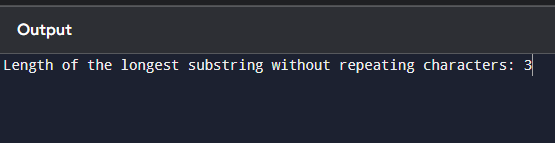 Output
Length of the longest substring without repeating characters: 3